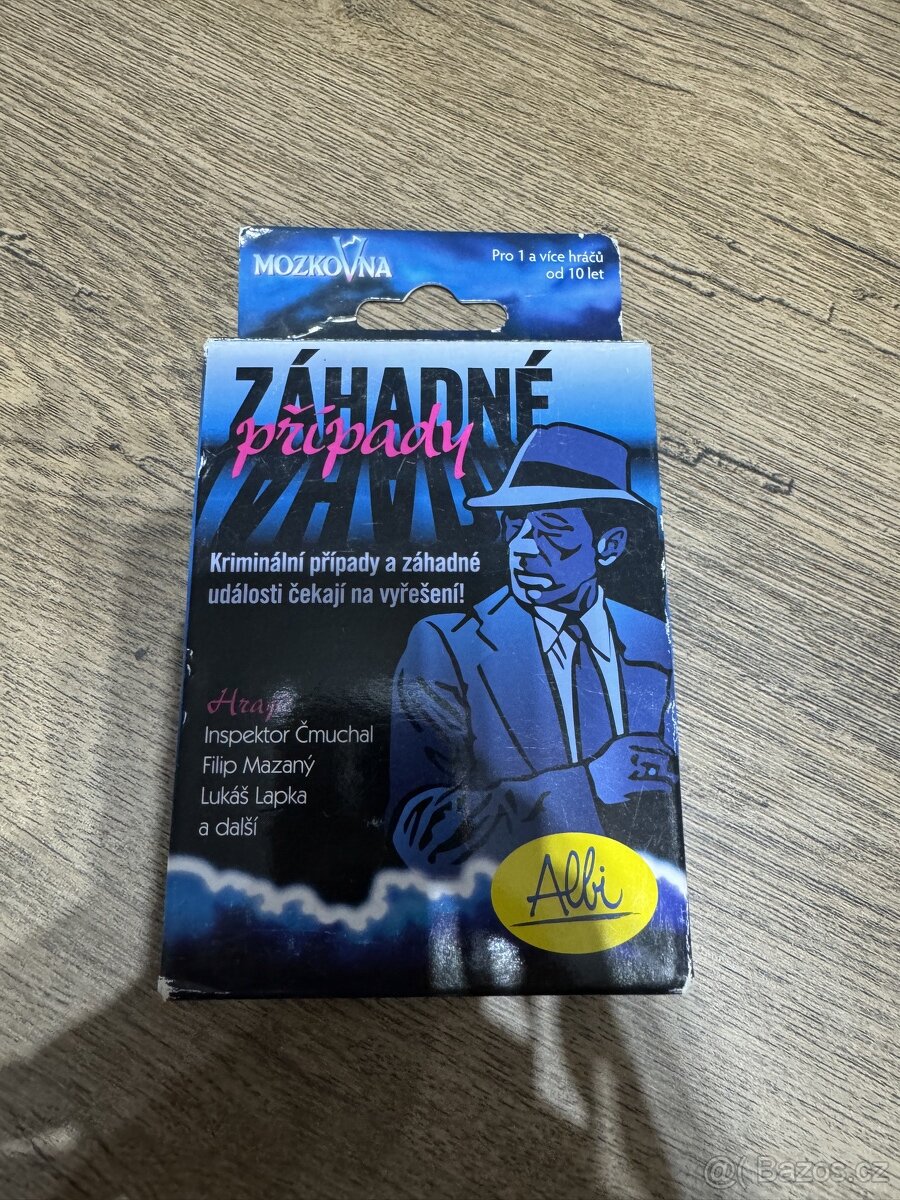 MOZKOVNA
Pro 1 a více hráčů
od 10 let
ZÁHADNÉ
případy
Kriminální případy a záhadné
události čekají na vyřešení!
Hrají
Inspektor Čmuchal
Filip Mazaný
Lukáš Lapka
a další
Albi
@( Bazos.cz